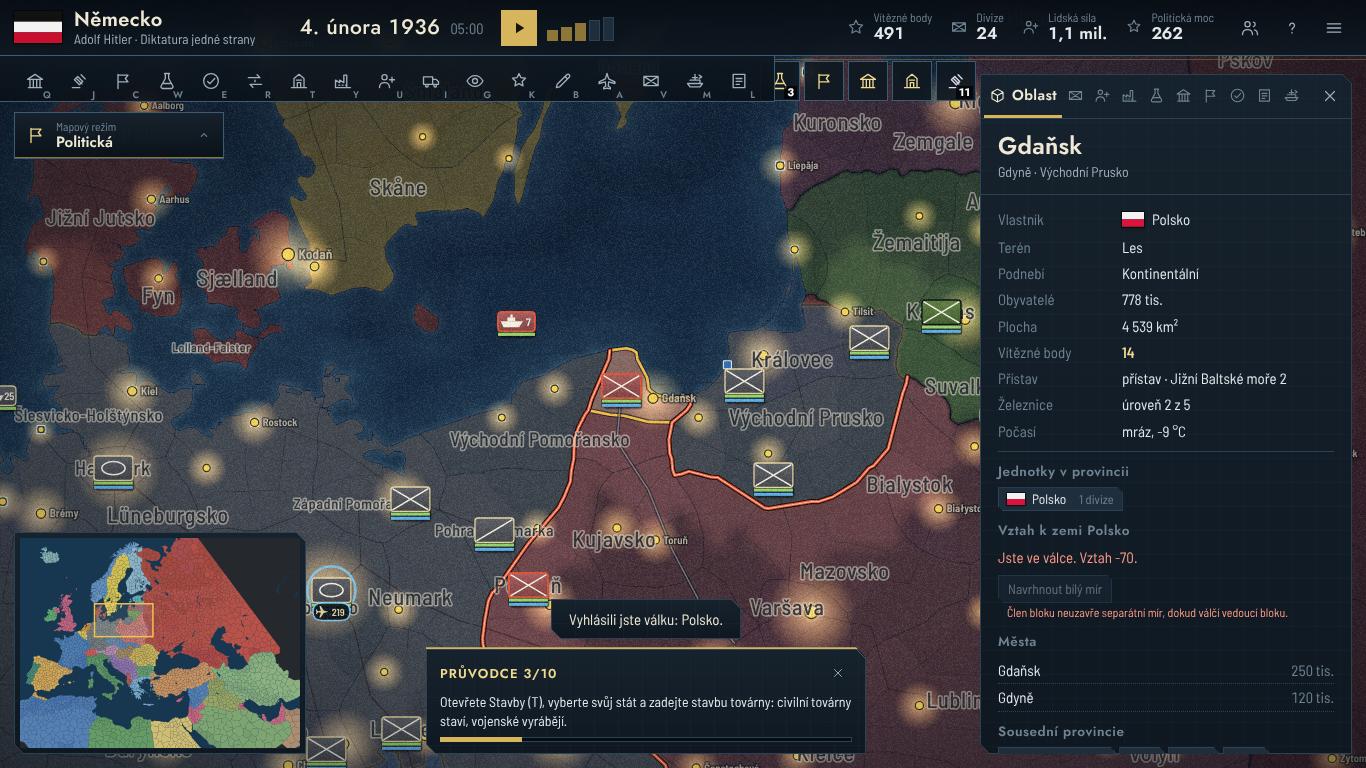 Německo
Adolf Hitler · Diktatura jedné strany
4. února 1936 05:00
Vítězné body
491
Divize
24
Lidská síla
1,1 mil.
Politická moc
262
?
Q J C W E R T Y U I G K B A V M L
3
11
Mapový režim
Politická
Oblast
Gdaňsk
Gdyně · Východní Prusko
Vlastník Polsko
Terén Les
Podnebí Kontinentální
Obyvatelé 778 tis.
Plocha 4 539 km²
Vítězné body 14
Přístav přístav · Jižní Baltské moře 2
Železnice úroveň 2 z 5
Počasí mráz, -9 °C
Jednotky v provincii
Polsko 1 divize
Vztah k zemi Polsko
Jste ve válce. Vztah -70.
Navrhnout bílý mír
Člen bloku neuzavře separátní mír, dokud válčí vedoucí bloku.
Města
Gdaňsk 250 tis.
Gdyně 120 tis.
Sousední provincie
Aalborg
Kuronsko
Zemgale
Pskov
Liepāja
Skåne
Aarhus
Jižní Jutsko
Žemaitija
Kodaň
Sjælland
Fyn
Tilsit
7
Lolland-Falster
Královec
Kiel
Gdaňsk
25
Šlesvicko-Holštýnsko
Rostock
Východní Pomořansko
Východní Prusko
Brémy
Lüneburgsko
Západní Pomořa
Bialystok
Kujavsko
Toruň
Mazovsko
Neumark
Varšava
219
Vyhlásili jste válku: Polsko.
PRŮVODCE 3/10
Otevřete Stavby (T), vyberte svůj stát a zadejte stavbu továrny: civilní továrny
staví, vojenské vyrábějí.
Kielce
Volyň